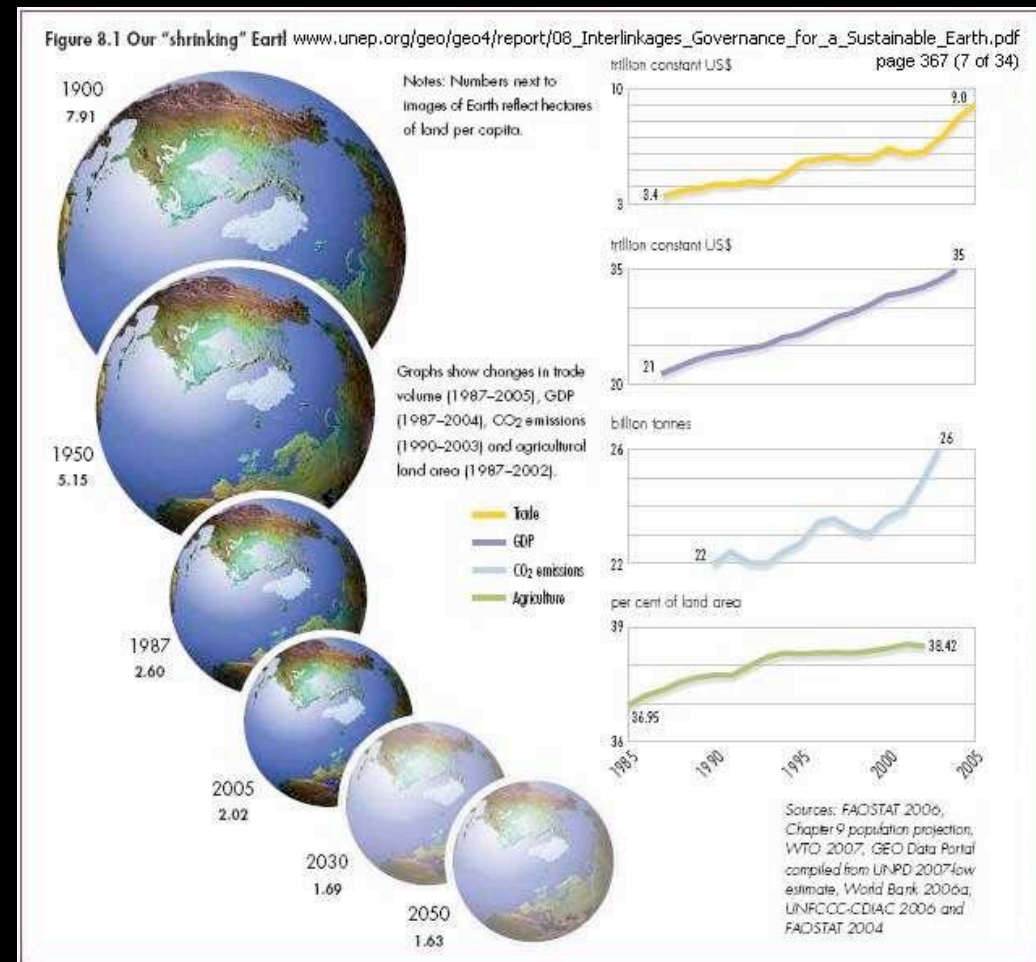 Figure 8.1 Our "shrinking" Eartl www.unep.org/geo/geo4/report/08_Interlinkages_Governance_for_a_Sustainable_Earth.pdf
page 367 (7 of 34)
1900
7.91
Notes: Numbers next to
images of Earth reflect hectares
of land per capita.
1950
5.15
Graphs show changes in trade
volume (1987–2005), GDP
(1987–2004), CO2 emissions
(1990–2003) and agricultural
land area (1987–2002).
Trade
GDP
CO2 emissions
Agriculture
1987
2.60
2005
2.02
2030
1.69
2050
1.63
trillion constant US$
10
9.0
3.4
3
trillion constant US$
35
35
21
20
billion tonnes
26
26
22
22
per cent of land area
39
38.42
36.95
36
1985
1990
1995
2000
2005
Sources: FAOSTAT 2006,
Chapter 9 population projection,
WTO 2007, GEO Data Portal
compiled from UNPD 2007 low
estimate, World Bank 2006a,
UNFCCC-CDIAC 2006 and
FAOSTAT 2004